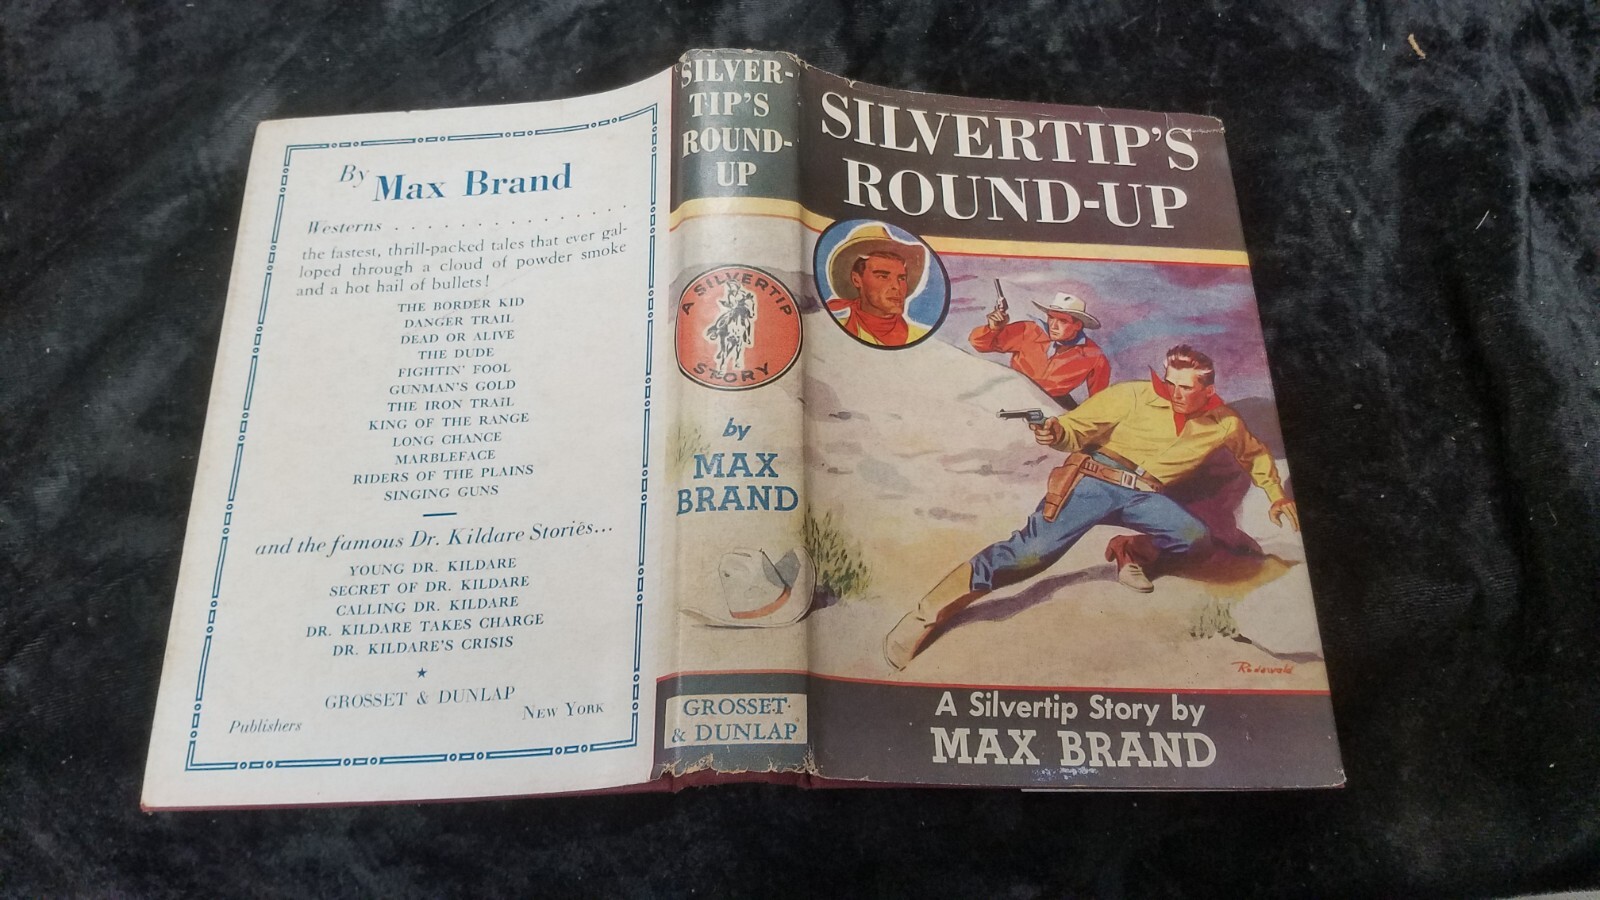 By Max Brand
Westerns . . . . . . . . . . . . . .
the fastest, thrill-packed tales that ever gal-
loped through a cloud of powder smoke
and a hot hail of bullets!
THE BORDER KID
DANGER TRAIL
DEAD OR ALIVE
THE DUDE
FIGHTIN' FOOL
GUNMAN'S GOLD
THE IRON TRAIL
KING OF THE RANGE
LONG CHANCE
MARBLEFACE
RIDERS OF THE PLAINS
SINGING GUNS
and the famous Dr. Kildare Stories...
YOUNG DR. KILDARE
SECRET OF DR. KILDARE
CALLING DR. KILDARE
DR. KILDARE TAKES CHARGE
DR. KILDARE'S CRISIS
GROSSET & DUNLAP
Publishers NEW YORK
SILVER-
TIP'S
ROUND-
UP
A SILVERTIP
STORY
by
MAX
BRAND
GROSSET
& DUNLAP
SILVERTIP'S
ROUND-UP
Redewold
A Silvertip Story by
MAX BRAND